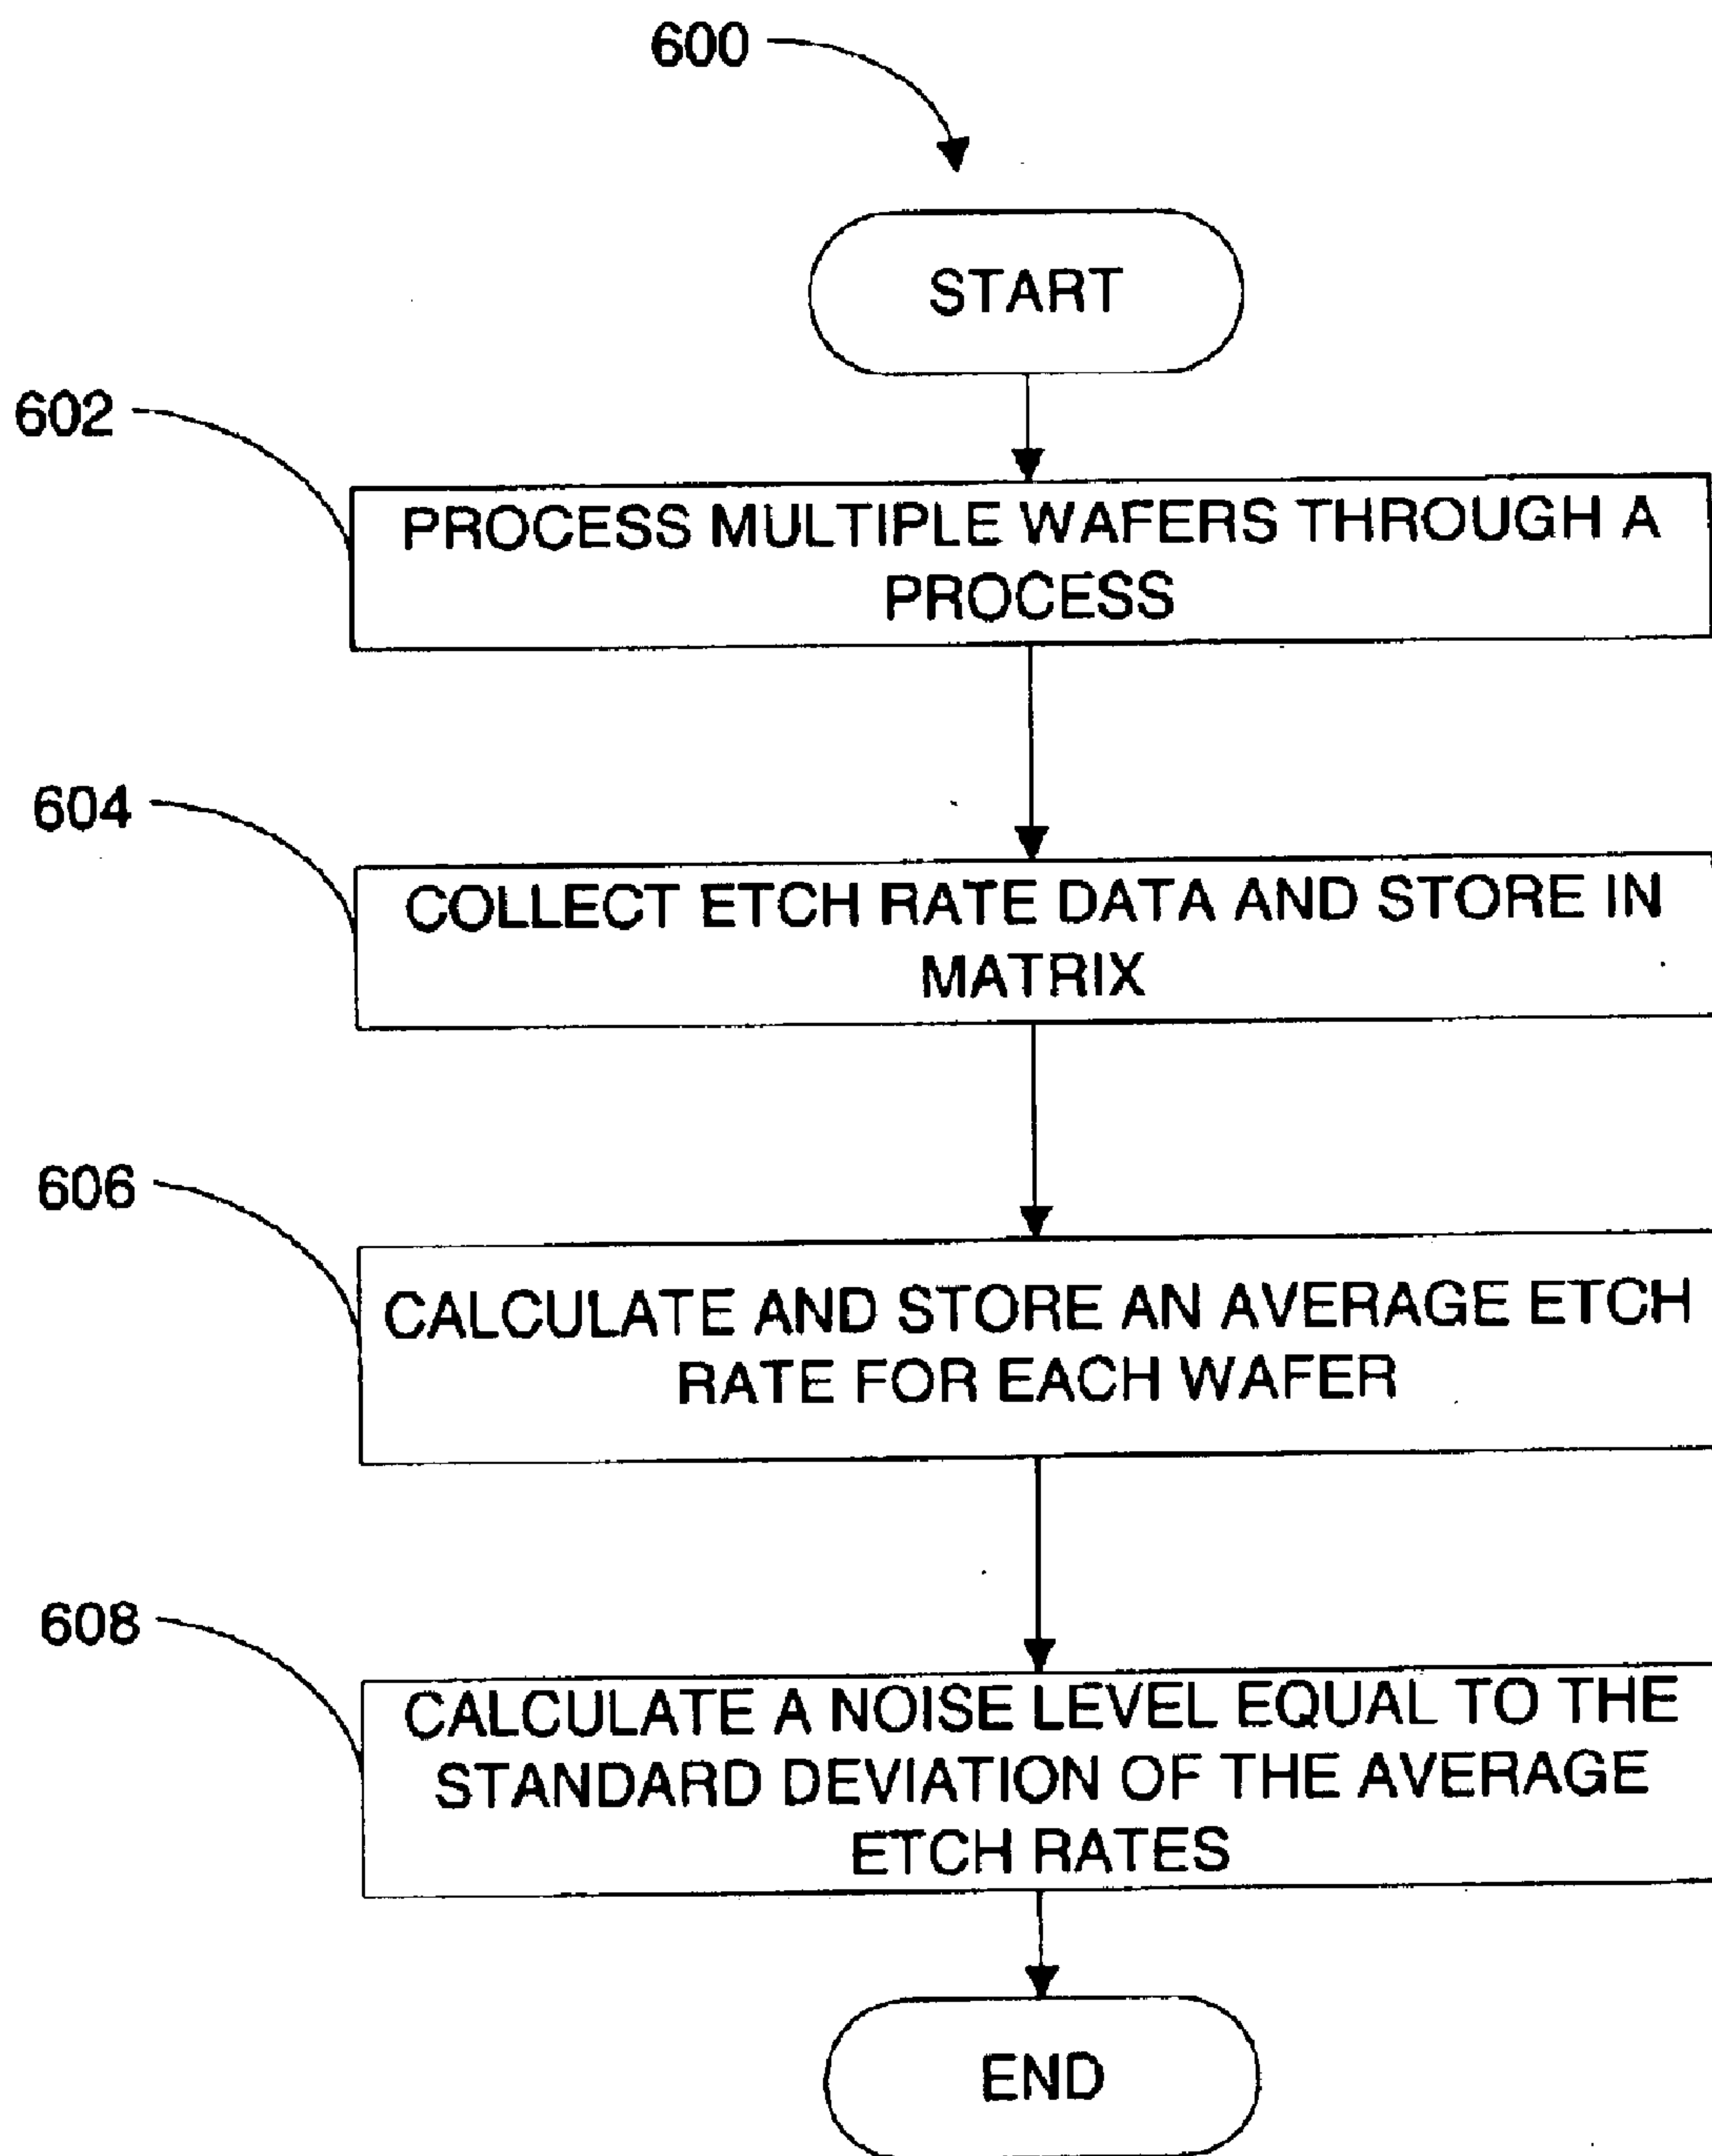 600
START
602
PROCESS MULTIPLE WAFERS THROUGH A
PROCESS
604
COLLECT ETCH RATE DATA AND STORE IN
MATRIX
606
CALCULATE AND STORE AN AVERAGE ETCH
RATE FOR EACH WAFER
608
CALCULATE A NOISE LEVEL EQUAL TO THE
STANDARD DEVIATION OF THE AVERAGE
ETCH RATES
END